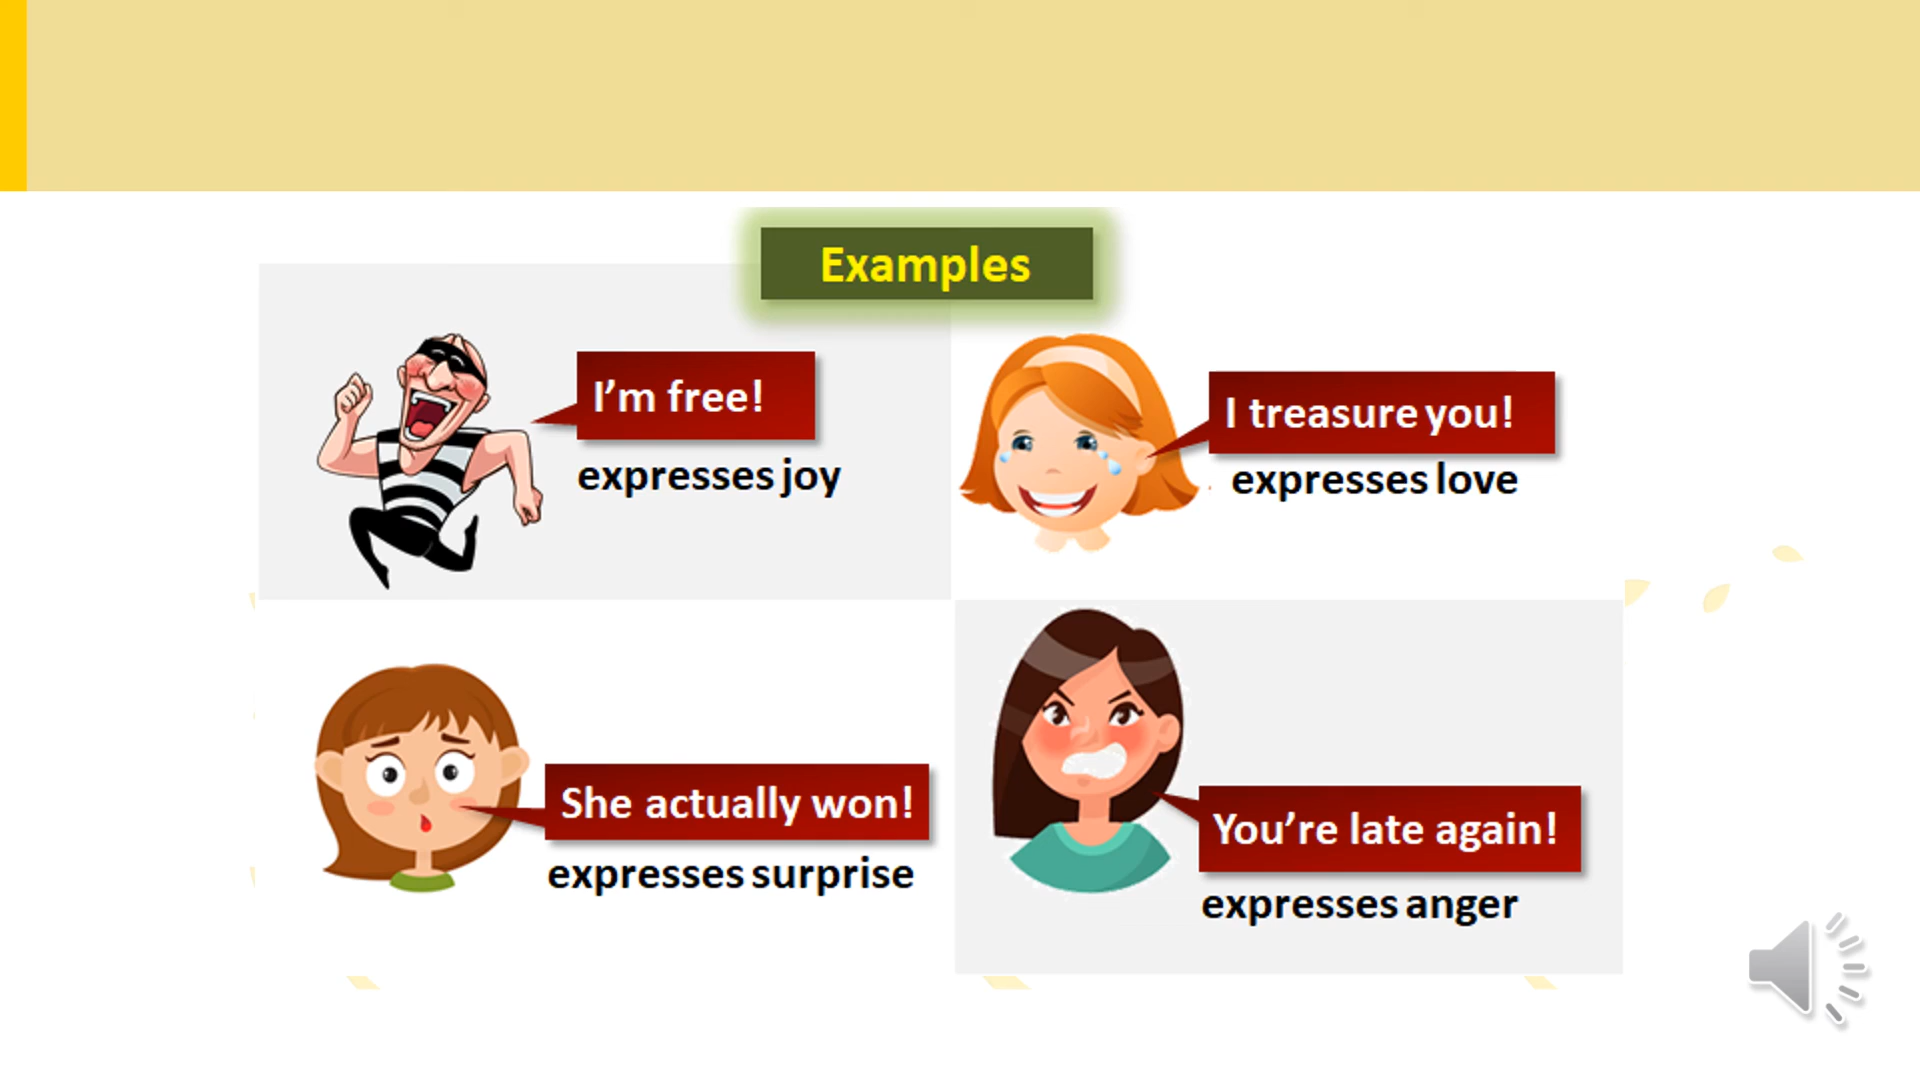 Examples
I’m free!
expresses joy
I treasure you!
expresses love
She actually won!
expresses surprise
You’re late again!
expresses anger